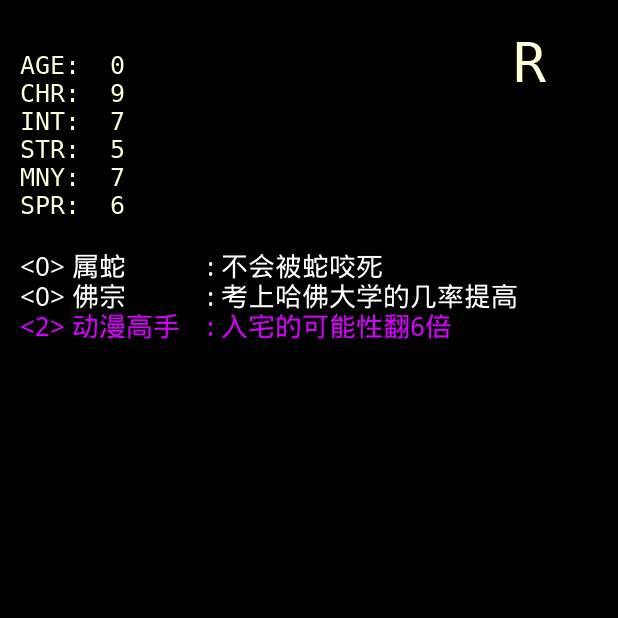 R
AGE: 0
CHR: 9
INT: 7
STR: 5
MNY: 7
SPR: 6
<O> 属蛇 : 不会被蛇咬死
<O> 佛宗 : 考上哈佛大学的几率提高
<2> 动漫高手 : 入宅的可能性翻6倍